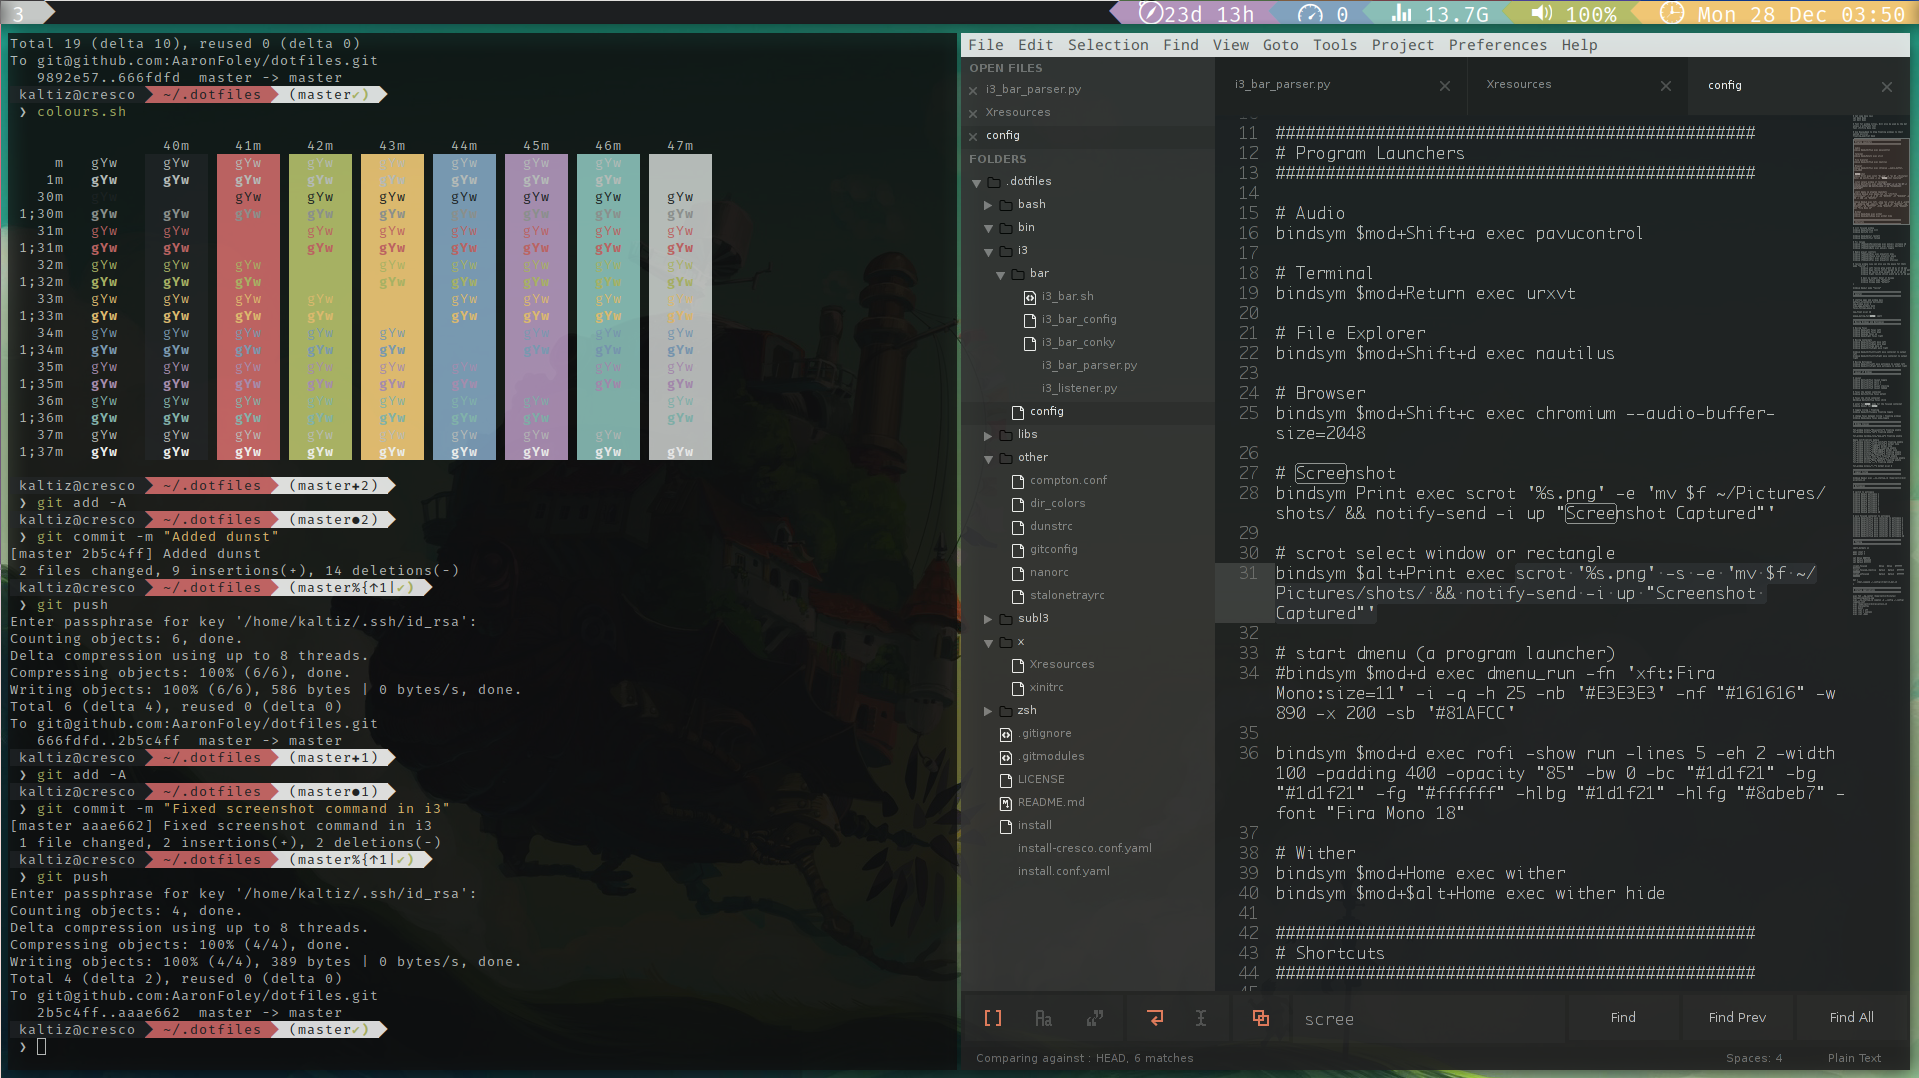 3
23d 13h 0 13.7G 100% Mon 28 Dec 03:50
Total 19 (delta 10), reused 0 (delta 0)
To git@github.com:AaronFoley/dotfiles.git
9892e57..666fdfd master -> master
kaltiz@cresco ~/.dotfiles (master✔)
❯ colours.sh
40m 41m 42m 43m 44m 45m 46m 47m
m gYw gYw gYw gYw gYw gYw gYw gYw gYw
1m gYw gYw gYw gYw gYw gYw gYw gYw gYw
30m gYw gYw gYw gYw gYw gYw gYw
1;30m gYw gYw gYw gYw gYw gYw gYw gYw gYw
31m gYw gYw gYw gYw gYw gYw gYw gYw
1;31m gYw gYw gYw gYw gYw gYw gYw gYw
32m gYw gYw gYw gYw gYw gYw gYw gYw
1;32m gYw gYw gYw gYw gYw gYw gYw gYw
33m gYw gYw gYw gYw gYw gYw gYw gYw
1;33m gYw gYw gYw gYw gYw gYw gYw gYw
34m gYw gYw gYw gYw gYw gYw gYw gYw
1;34m gYw gYw gYw gYw gYw gYw gYw gYw
35m gYw gYw gYw gYw gYw gYw gYw gYw
1;35m gYw gYw gYw gYw gYw gYw gYw gYw
36m gYw gYw gYw gYw gYw gYw gYw gYw
1;36m gYw gYw gYw gYw gYw gYw gYw gYw
37m gYw gYw gYw gYw gYw gYw gYw gYw
1;37m gYw gYw gYw gYw gYw gYw gYw gYw gYw
kaltiz@cresco ~/.dotfiles (master✚2)
❯ git add -A
kaltiz@cresco ~/.dotfiles (master●2)
❯ git commit -m "Added dunst"
[master 2b5c4ff] Added dunst
2 files changed, 9 insertions(+), 14 deletions(-)
kaltiz@cresco ~/.dotfiles (master%{↑1|✔)
❯ git push
Enter passphrase for key '/home/kaltiz/.ssh/id_rsa':
Counting objects: 6, done.
Delta compression using up to 8 threads.
Compressing objects: 100% (6/6), done.
Writing objects: 100% (6/6), 586 bytes | 0 bytes/s, done.
Total 6 (delta 4), reused 0 (delta 0)
To git@github.com:AaronFoley/dotfiles.git
666fdfd..2b5c4ff master -> master
kaltiz@cresco ~/.dotfiles (master✚1)
❯ git add -A
kaltiz@cresco ~/.dotfiles (master●1)
❯ git commit -m "Fixed screenshot command in i3"
[master aaae662] Fixed screenshot command in i3
1 file changed, 2 insertions(+), 2 deletions(-)
kaltiz@cresco ~/.dotfiles (master%{↑1|✔)
❯ git push
Enter passphrase for key '/home/kaltiz/.ssh/id_rsa':
Counting objects: 4, done.
Delta compression using up to 8 threads.
Compressing objects: 100% (4/4), done.
Writing objects: 100% (4/4), 389 bytes | 0 bytes/s, done.
Total 4 (delta 2), reused 0 (delta 0)
To git@github.com:AaronFoley/dotfiles.git
2b5c4ff..aaae662 master -> master
kaltiz@cresco ~/.dotfiles (master✔)
❯
File Edit Selection Find View Goto Tools Project Preferences Help
OPEN FILES
i3_bar_parser.py
Xresources
config
FOLDERS
.dotfiles
bash
bin
i3
bar
i3_bar.sh
i3_bar_config
i3_bar_conky
i3_bar_parser.py
i3_listener.py
config
libs
other
compton.conf
dir_colors
dunstrc
gitconfig
nanorc
stalonetrayrc
subl3
x
Xresources
xinitrc
zsh
.gitignore
.gitmodules
LICENSE
README.md
install
install-cresco.conf.yaml
install.conf.yaml
i3_bar_parser.py Xresources config
11 ################################################
12 # Program Launchers
13 ################################################
14
15 # Audio
16 bindsym $mod+Shift+a exec pavucontrol
17
18 # Terminal
19 bindsym $mod+Return exec urxvt
20
21 # File Explorer
22 bindsym $mod+Shift+d exec nautilus
23
24 # Browser
25 bindsym $mod+Shift+c exec chromium --audio-buffer-
size=2048
26
27 # Screenshot
28 bindsym Print exec scrot '%s.png' -e 'mv $f ~/Pictures/
shots/ && notify-send -i up "Screenshot Captured"'
29
30 # scrot select window or rectangle
31 bindsym $alt+Print exec scrot '%s.png' -s -e 'mv $f ~/
Pictures/shots/ && notify-send -i up "Screenshot
Captured"'
32
33 # start dmenu (a program launcher)
34 #bindsym $mod+d exec dmenu_run -fn 'xft:Fira
Mono:size=11' -i -q -h 25 -nb '#E3E3E3' -nf "#161616" -w
890 -x 200 -sb '#81AFCC'
35
36 bindsym $mod+d exec rofi -show run -lines 5 -eh 2 -width
100 -padding 400 -opacity "85" -bw 0 -bc "#1d1f21" -bg
"#1d1f21" -fg "#ffffff" -hlbg "#1d1f21" -hlfg "#8abeb7" -
font "Fira Mono 18"
37
38 # Wither
39 bindsym $mod+Home exec wither
40 bindsym $mod+$alt+Home exec wither hide
41
42 ################################################
43 # Shortcuts
44 ################################################
scree Find Find Prev Find All
Comparing against : HEAD, 6 matches Spaces: 4 Plain Text